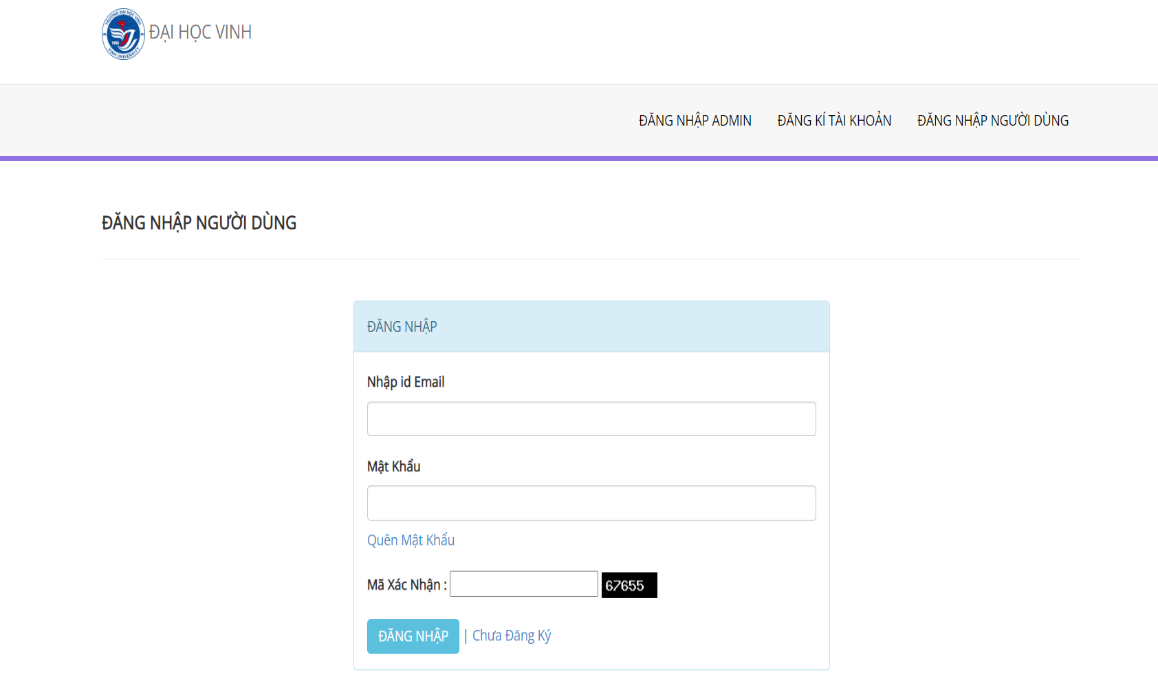 ĐẠI HỌC VINH
ĐĂNG NHẬP ADMIN ĐĂNG KÍ TÀI KHOẢN ĐĂNG NHẬP NGƯỜI DÙNG
ĐĂNG NHẬP NGƯỜI DÙNG
ĐĂNG NHẬP
Nhập id Email
Mật Khẩu
Quên Mật Khẩu
Mã Xác Nhận : 67655
ĐĂNG NHẬP | Chưa Đăng Ký